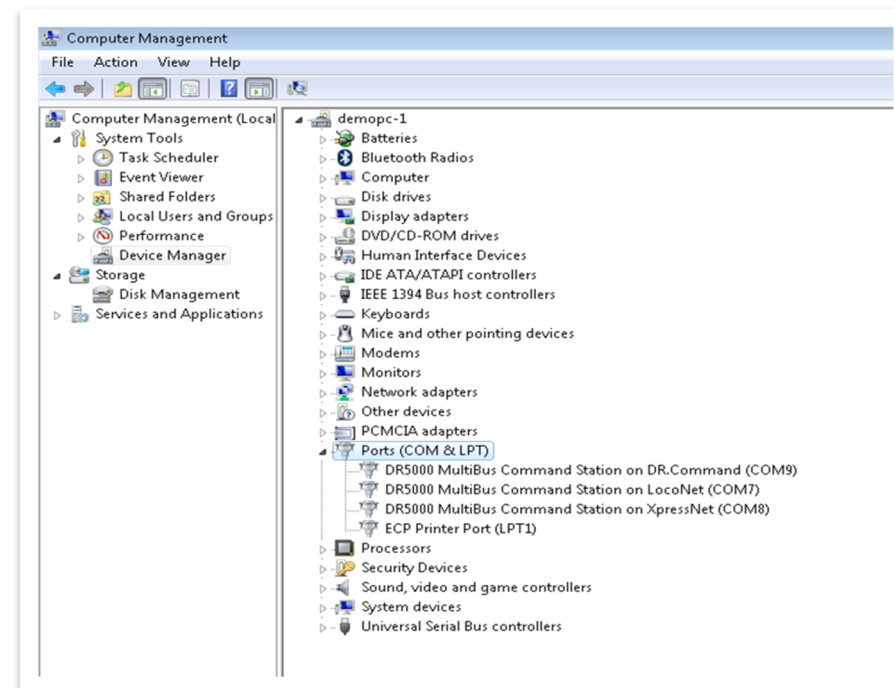 Computer Management
File Action View Help
Computer Management (Local
System Tools
Task Scheduler
Event Viewer
Shared Folders
Local Users and Groups
Performance
Device Manager
Storage
Disk Management
Services and Applications
demopc-1
Batteries
Bluetooth Radios
Computer
Disk drives
Display adapters
DVD/CD-ROM drives
Human Interface Devices
IDE ATA/ATAPI controllers
IEEE 1394 Bus host controllers
Keyboards
Mice and other pointing devices
Modems
Monitors
Network adapters
Other devices
PCMCIA adapters
Ports (COM & LPT)
DR5000 MultiBus Command Station on DR.Command (COM9)
DR5000 MultiBus Command Station on LocoNet (COM7)
DR5000 MultiBus Command Station on XpressNet (COM8)
ECP Printer Port (LPT1)
Processors
Security Devices
Sound, video and game controllers
System devices
Universal Serial Bus controllers